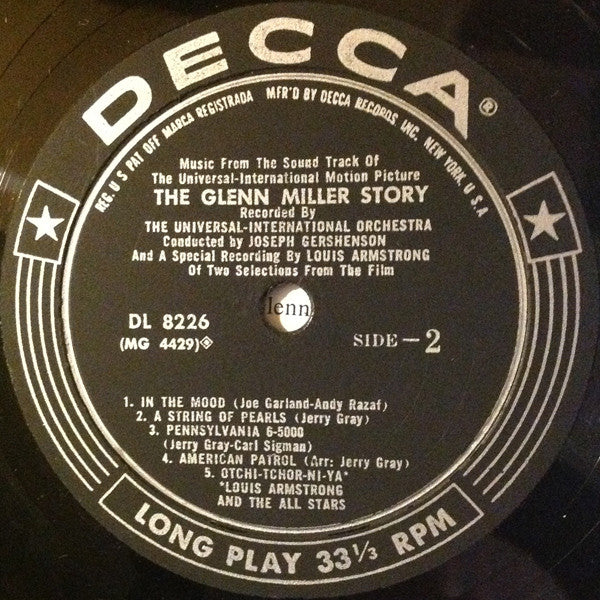 DECCA®
REG. U S PAT OFF MARCA REGISTRADA MFR'D BY DECCA RECORDS, INC. NEW YORK, U S A
Music From The Sound Track Of
The Universal-International Motion Picture
THE GLENN MILLER STORY
Recorded By
THE UNIVERSAL-INTERNATIONAL ORCHESTRA
Conducted by JOSEPH GERSHENSON
And A Special Recording By LOUIS ARMSTRONG
Of Two Selections From The Film
lenn
DL 8226
(MG 4429)
SIDE - 2
1. IN THE MOOD (Joe Garland-Andy Razaf)
2. A STRING OF PEARLS (Jerry Gray)
3. PENNSYLVANIA 6-5000
(Jerry Gray-Carl Sigman)
4. AMERICAN PATROL (Arr: Jerry Gray)
5. OTCHI-TCHOR-NI-YA*
*LOUIS ARMSTRONG
AND THE ALL STARS
LONG PLAY 33⅓ RPM